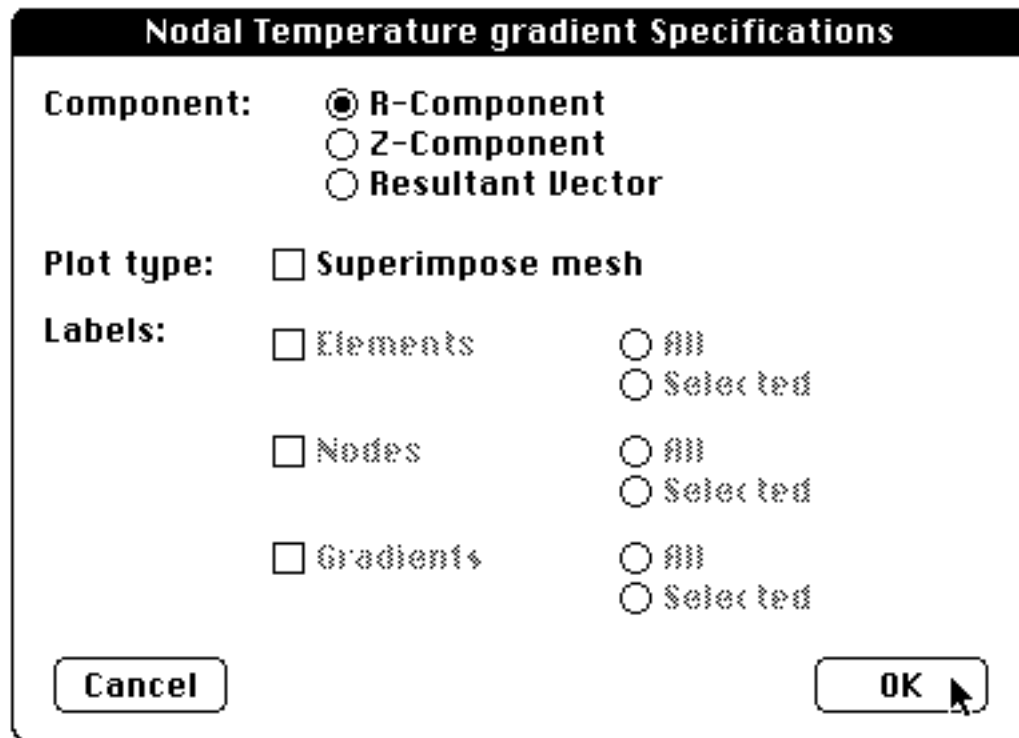 Nodal Temperature gradient Specifications
Component: R-Component
Z-Component
Resultant Vector
Plot type: Superimpose mesh
Labels: Elements All
Selected
Nodes All
Selected
Gradients All
Selected
Cancel OK